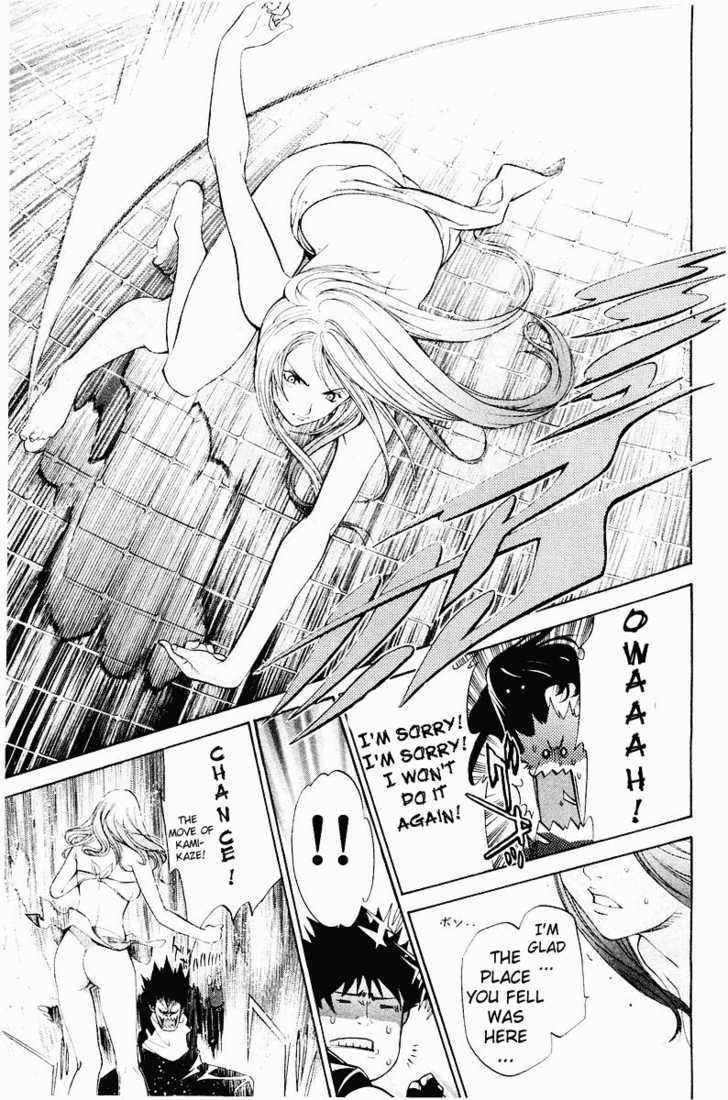 OWAAAH!
I'M SORRY!
I'M SORRY!
I WON'T
DO IT
AGAIN!
ボソ‥
I'M
GLAD
...
THE
PLACE
YOU FELL
WAS
HERE
...
!!
CHANCE!
THE
MOVE OF
KAMI-
KAZE!